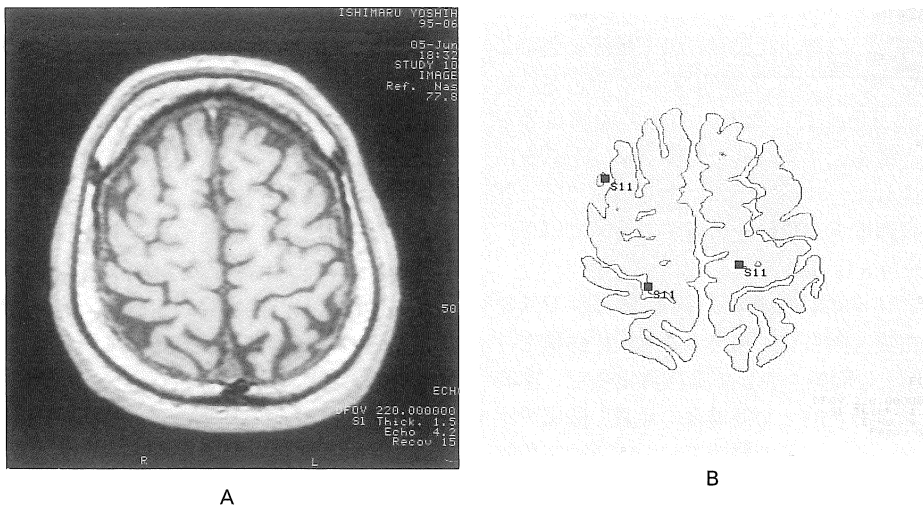 ISHIMARU YOSHIH
95-06
05-Jun
18:32
STUDY 10
IMAGE
Ref. Nas
77.8
50
ECHO
DFOV 220.000000
Sl Thick. 1.5
Echo 4.2
Recov 15
R L
A
S11
S11
S11
B